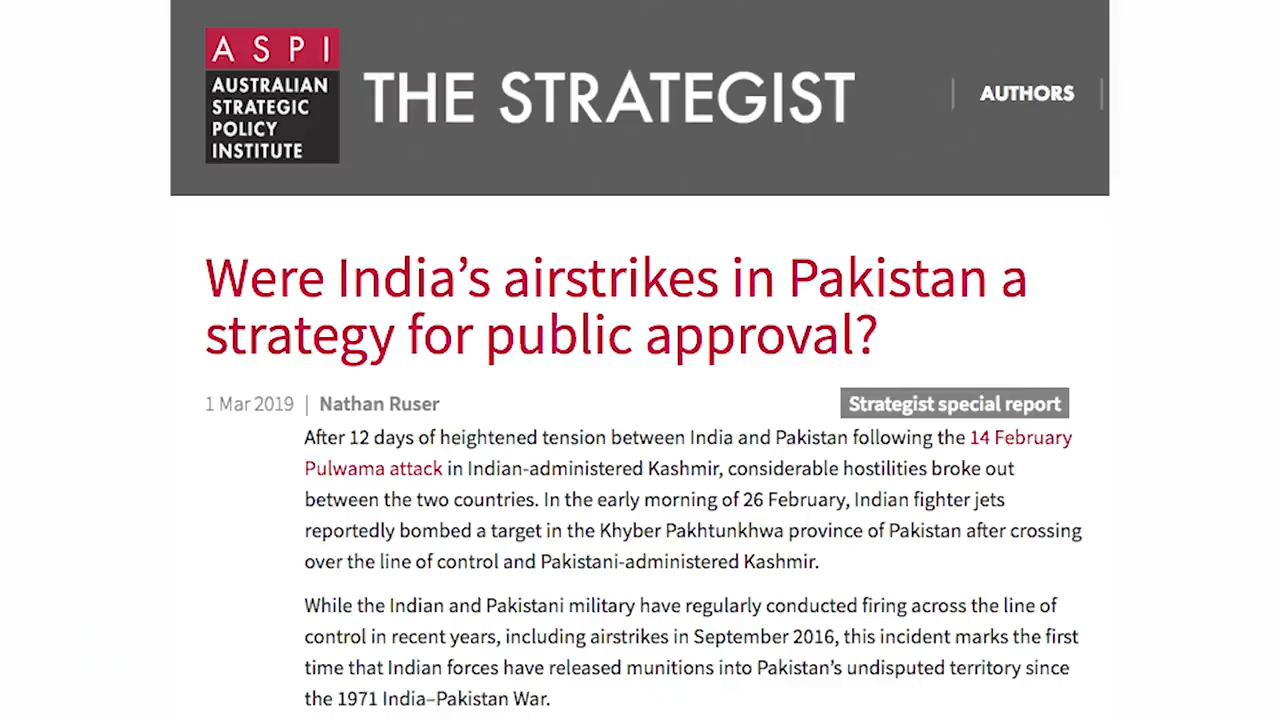 ASPI
AUSTRALIAN
STRATEGIC
POLICY
INSTITUTE
THE STRATEGIST
AUTHORS
Were India’s airstrikes in Pakistan a
strategy for public approval?
1 Mar 2019 | Nathan Ruser
Strategist special report
After 12 days of heightened tension between India and Pakistan following the 14 February
Pulwama attack in Indian-administered Kashmir, considerable hostilities broke out
between the two countries. In the early morning of 26 February, Indian fighter jets
reportedly bombed a target in the Khyber Pakhtunkhwa province of Pakistan after crossing
over the line of control and Pakistani-administered Kashmir.
While the Indian and Pakistani military have regularly conducted firing across the line of
control in recent years, including airstrikes in September 2016, this incident marks the first
time that Indian forces have released munitions into Pakistan’s undisputed territory since
the 1971 India–Pakistan War.